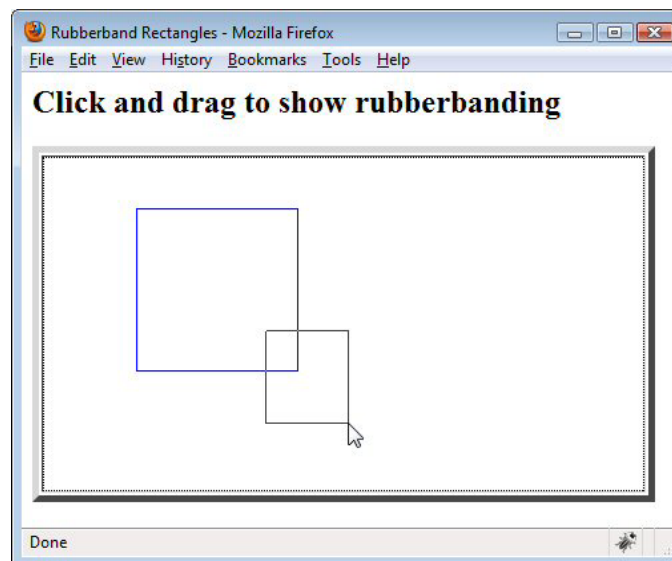 Rubberband Rectangles - Mozilla Firefox
File Edit View History Bookmarks Tools Help
Click and drag to show rubberbanding
Done